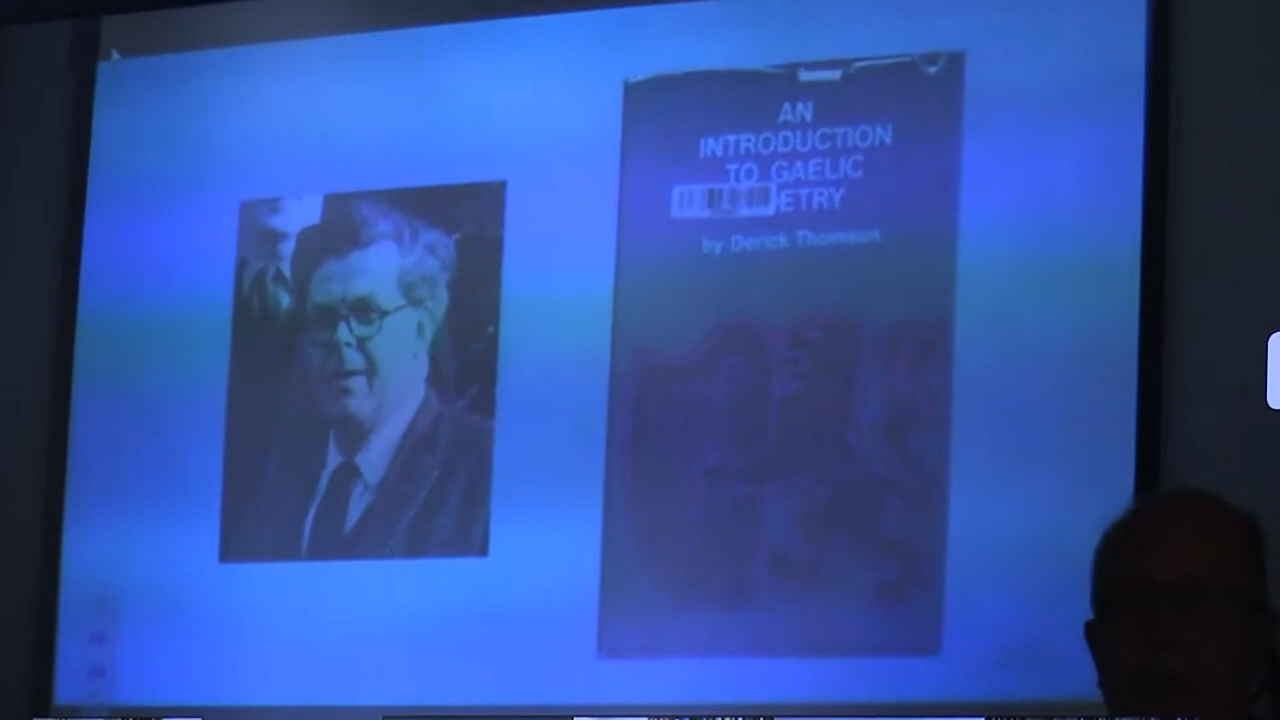 AN
INTRODUCTION
TO GAELIC
ETRY
by Derick Thomson